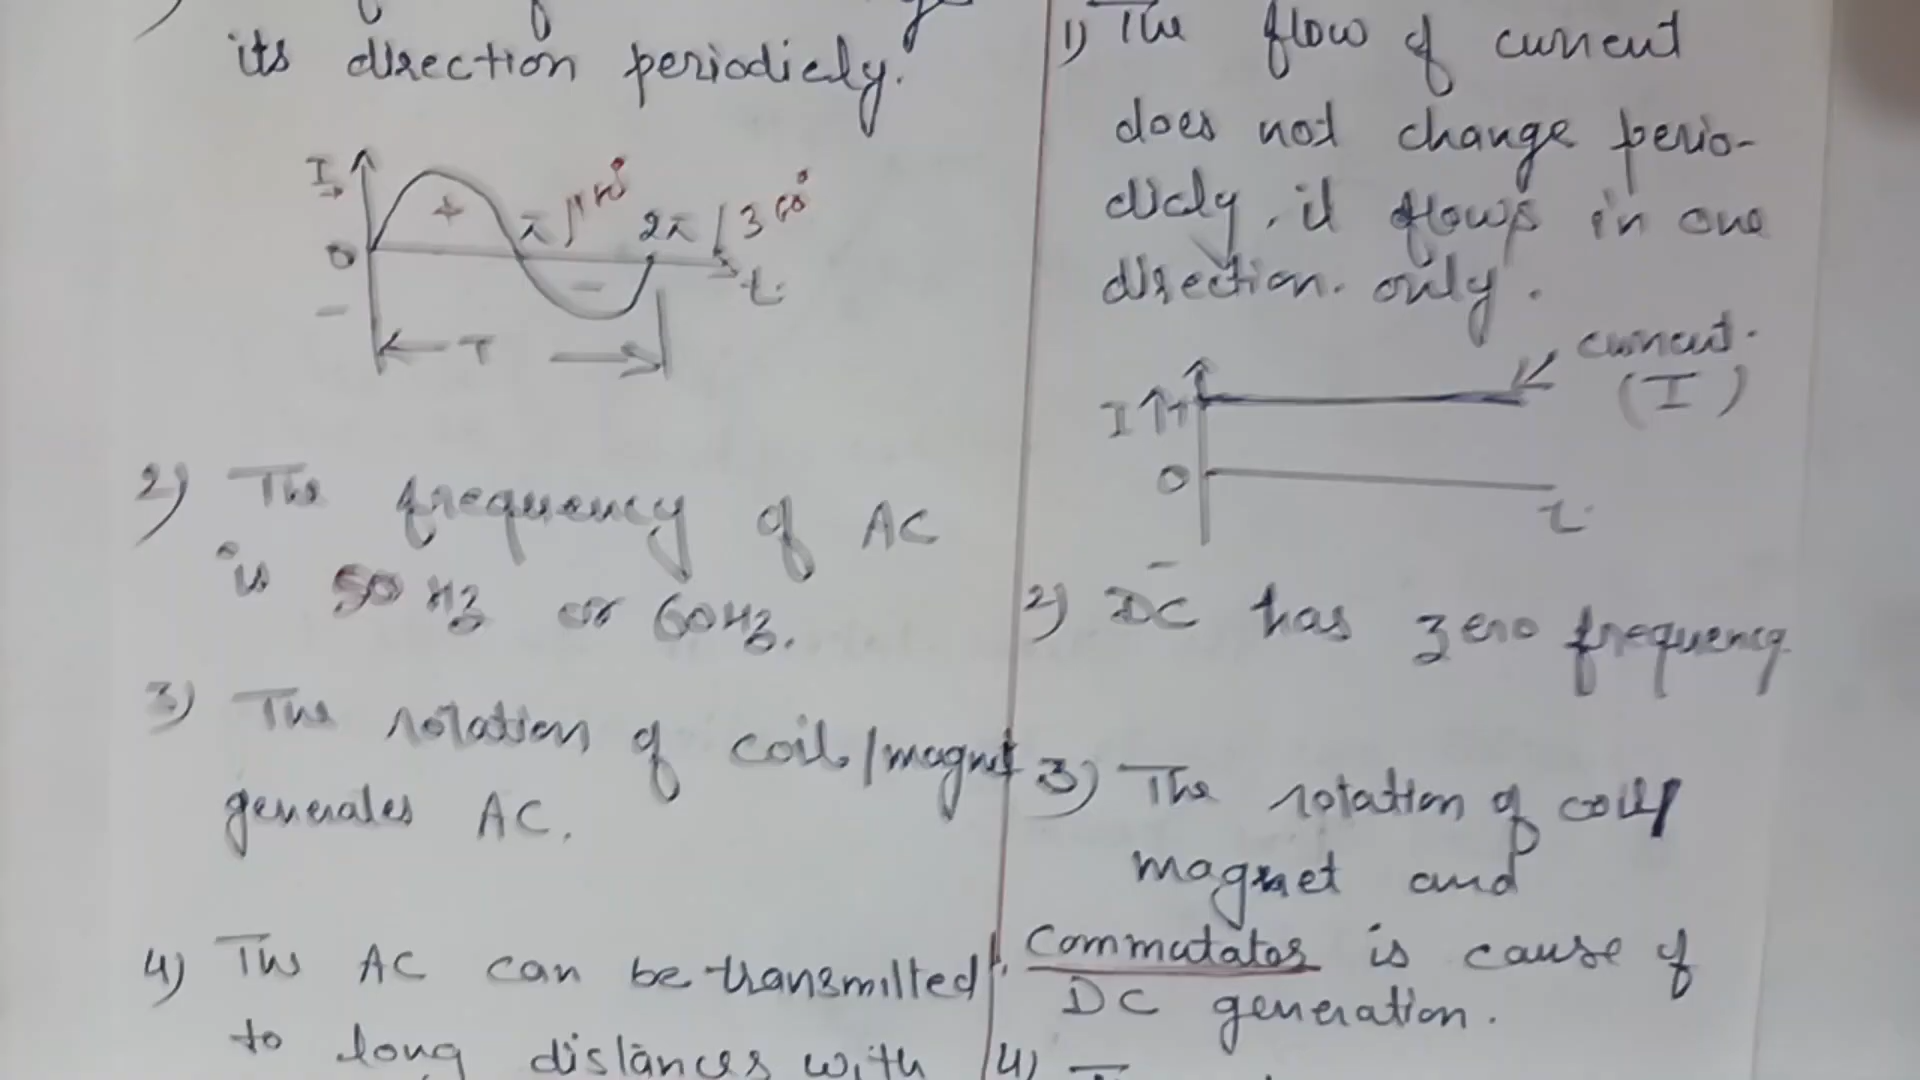 its direction periodicly.
I
+
π/180°
2π/360°
0
-
-
t
T
2) The frequency of AC
is 50 Hz or 60Hz.
3) The rotation of coil/magnet
generates AC.
4) The AC can be transmitted
to long distances with
1) The flow of current
does not change perio-
dicly, it flows in one
direction. only.
current.
(I)
I↑+
0
t
-
2) DC has zero frequency
3) The rotation of coil/
magnet and
commutator is cause of
DC generation.
4)